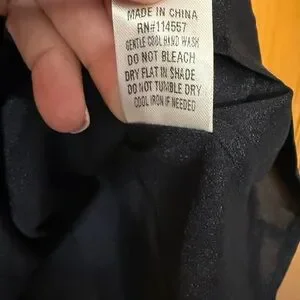 MADE IN CHINA
RN#114557
GENTLE COOL HAND WASH
DO NOT BLEACH
DRY FLAT IN SHADE
DO NOT TUMBLE DRY
COOL IRON IF NEEDED